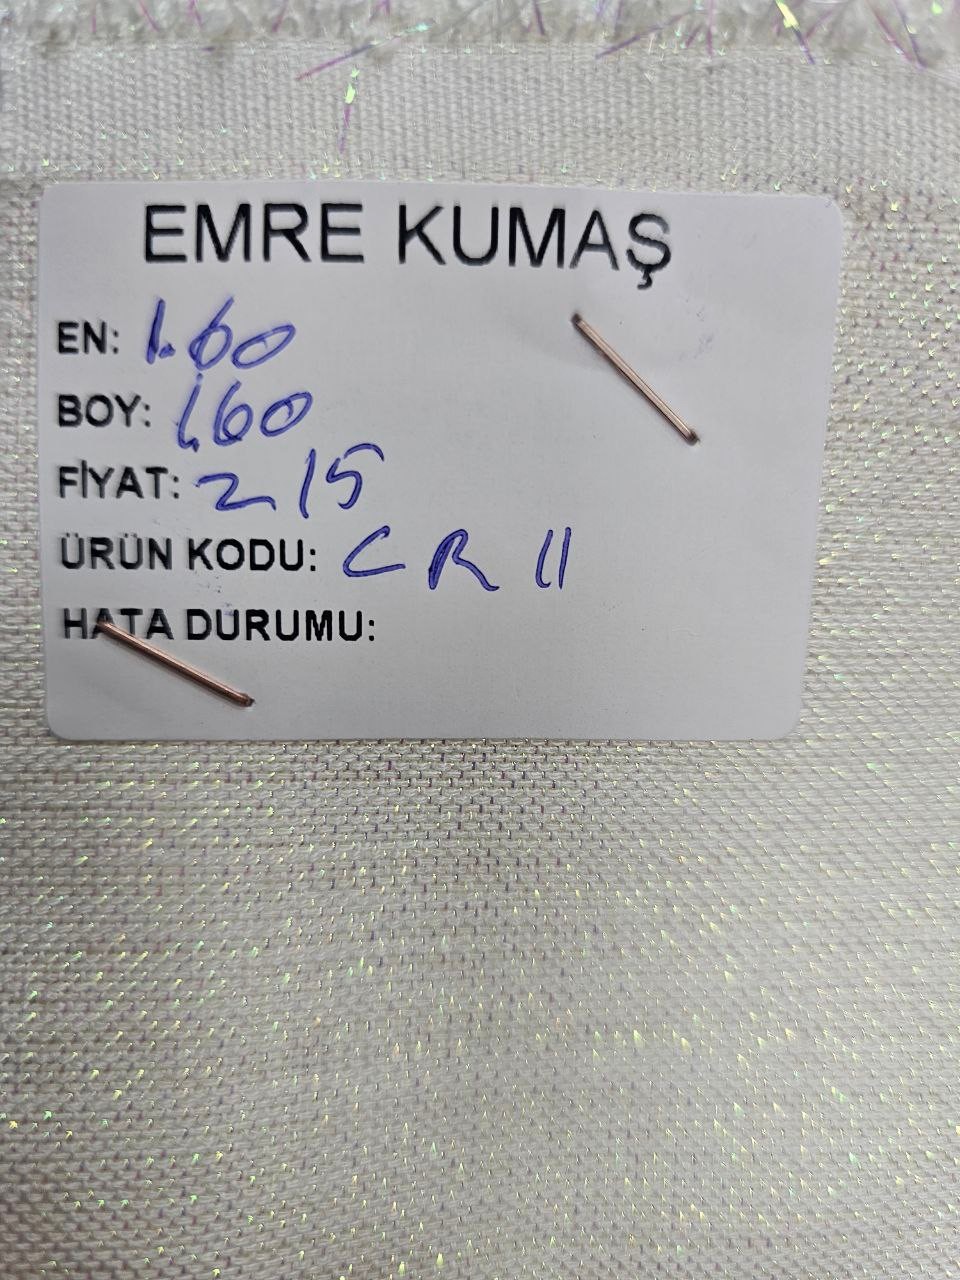 EMRE KUMAŞ
EN: 1.60
BOY: 1.60
FİYAT: 215
ÜRÜN KODU: CR 11
HATA DURUMU: